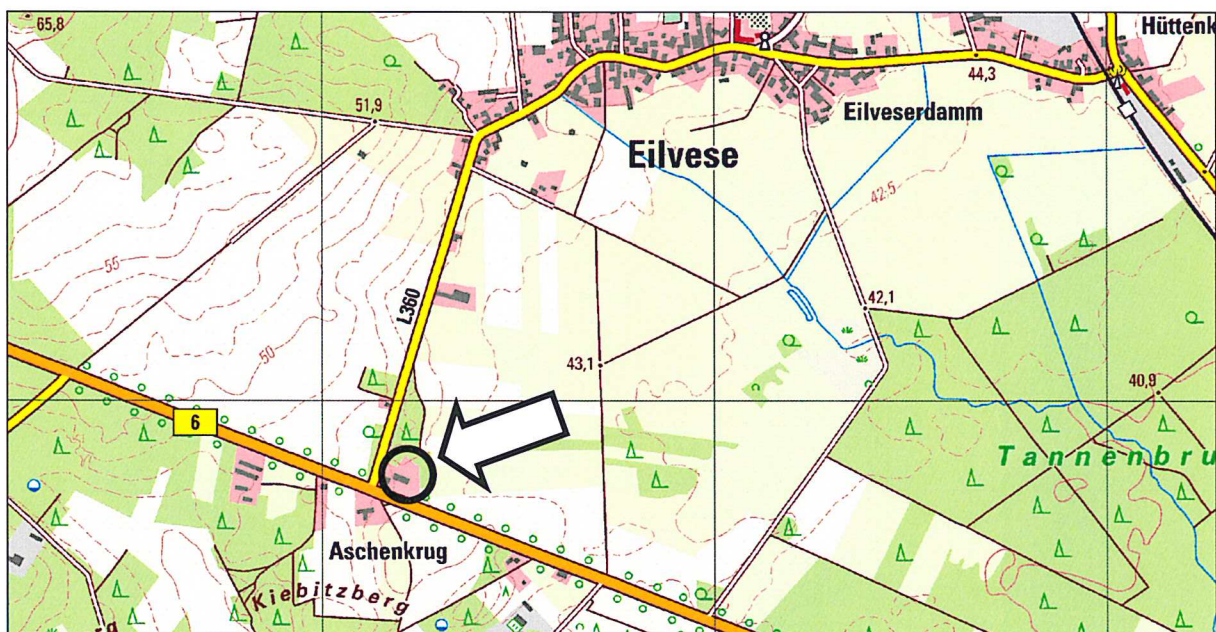 65,8
Hüttenk
44,3
51,9
Eilveserdamm
Eilvese
42,5
55
L360
42,1
50
43,1
40,9
6
Tannenbru
Aschenkrug
Kiebitzberg
rg